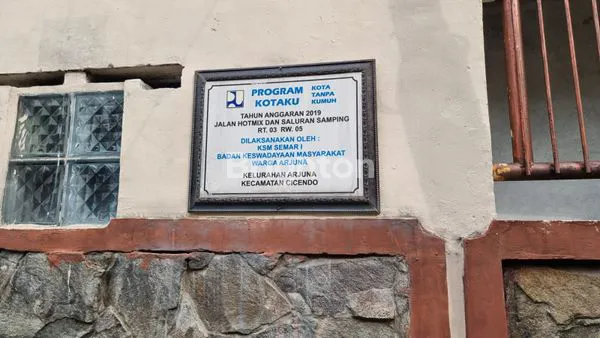 PROGRAM KOTAKU
KOTA TANPA KUMUH
TAHUN ANGGARAN 2019
JALAN HOTMIX DAN SALURAN SAMPING
RT. 03 RW. 05
DILAKSANAKAN OLEH :
KSM SEMAR I
BADAN KESWADAYAAN MASYARAKAT
WARGA ARJUNA
KELURAHAN ARJUNA
KECAMATAN CICENDO